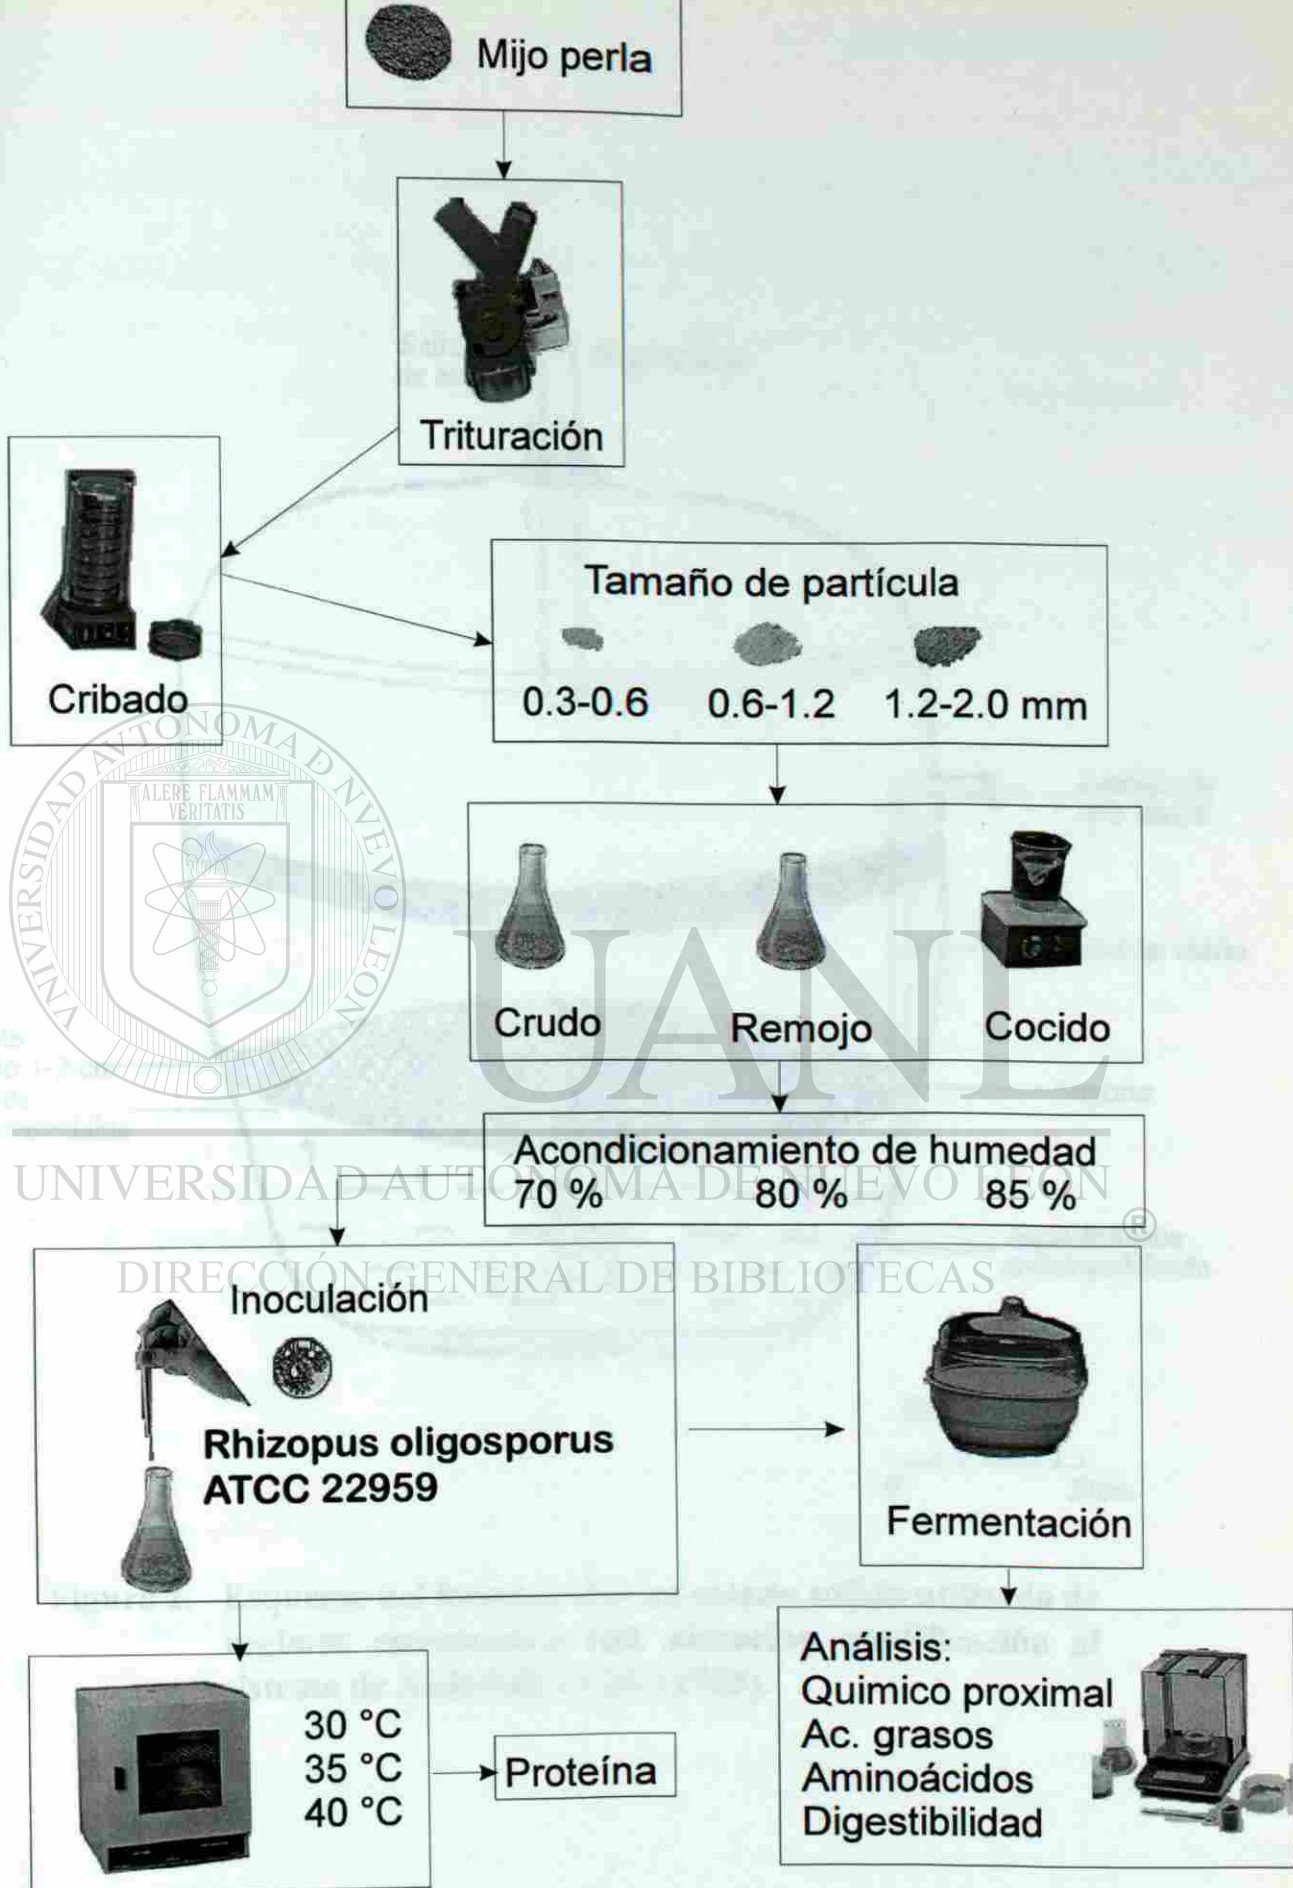 Mijo perla
Trituración
Cribado
Tamaño de partícula
0.3-0.6 0.6-1.2 1.2-2.0 mm
Crudo Remojo Cocido
Acondicionamiento de humedad
70 % 80 % 85 %
Inoculación
Rhizopus oligosporus
ATCC 22959
Fermentación
30 °C
35 °C
40 °C
Proteína
Análisis:
Quimico proximal
Ac. grasos
Aminoácidos
Digestibilidad
UNIVERSIDAD AUTONOMA DE NUEVO LEON
ALERE FLAMMAM
VERITATIS
UANL
UNIVERSIDAD AUTÓNOMA DE NUEVO LEÓN
®
DIRECCIÓN GENERAL DE BIBLIOTECAS